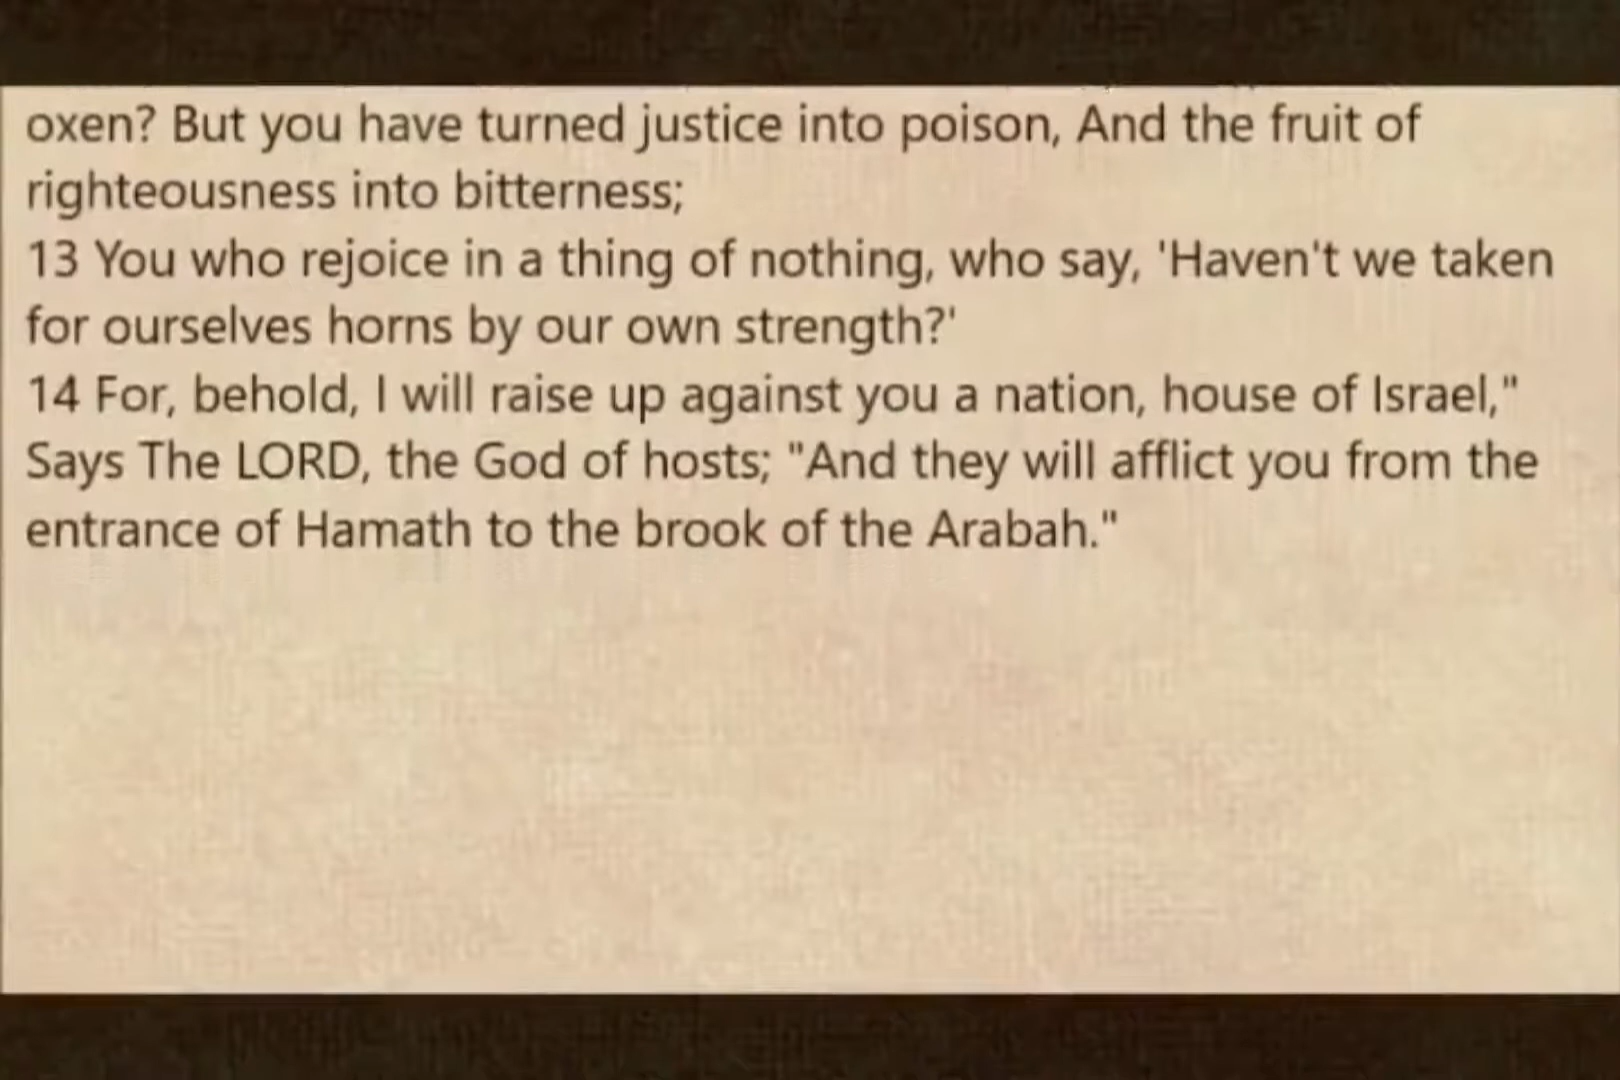 oxen? But you have turned justice into poison, And the fruit of
righteousness into bitterness;
13 You who rejoice in a thing of nothing, who say, 'Haven't we taken
for ourselves horns by our own strength?'
14 For, behold, I will raise up against you a nation, house of Israel,"
Says The LORD, the God of hosts; "And they will afflict you from the
entrance of Hamath to the brook of the Arabah."